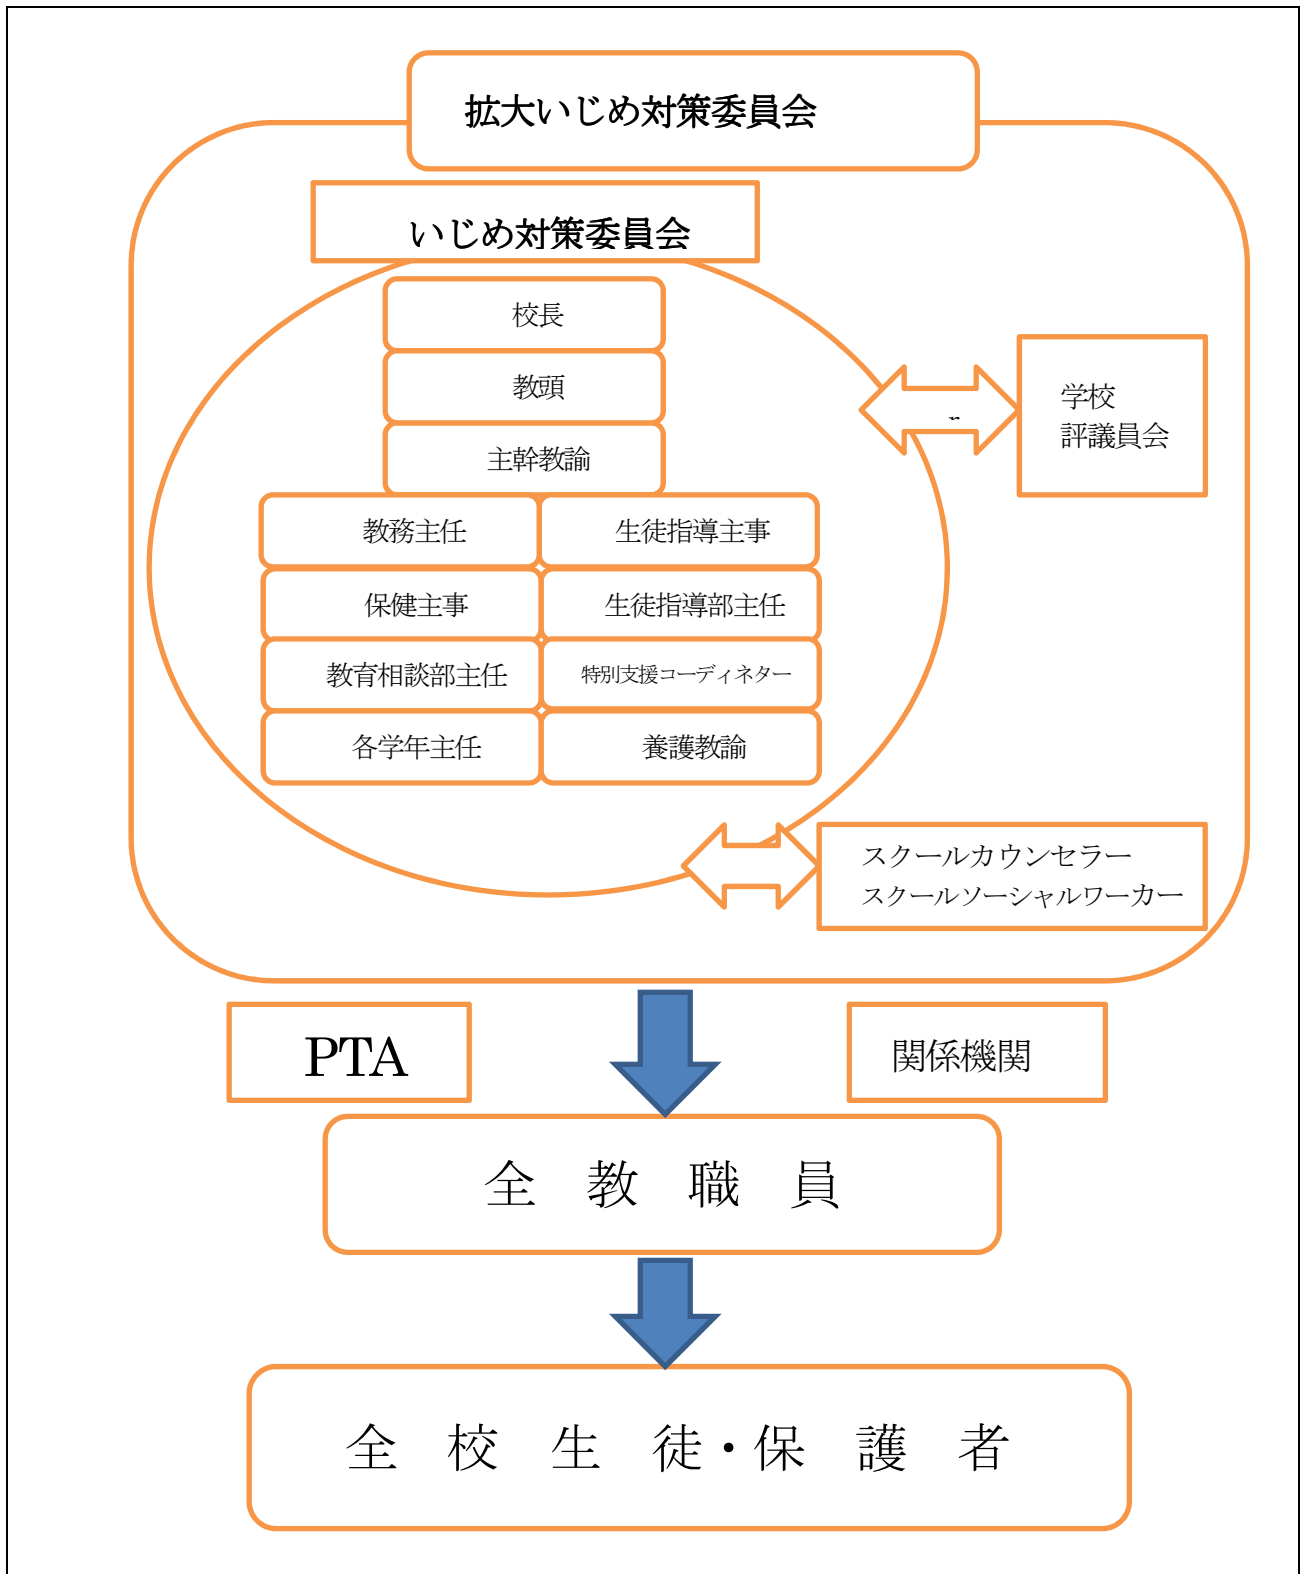 拡大いじめ対策委員会
いじめ対策委員会
校長
教頭
主幹教諭
教務主任
生徒指導主事
保健主事
生徒指導部主任
教育相談部主任
特別支援コーディネター
各学年主任
養護教諭
学校
評議員会
スクールカウンセラー
スクールソーシャルワーカー
PTA
関係機関
全　教　職　員
全　校　生　徒・保　護　者